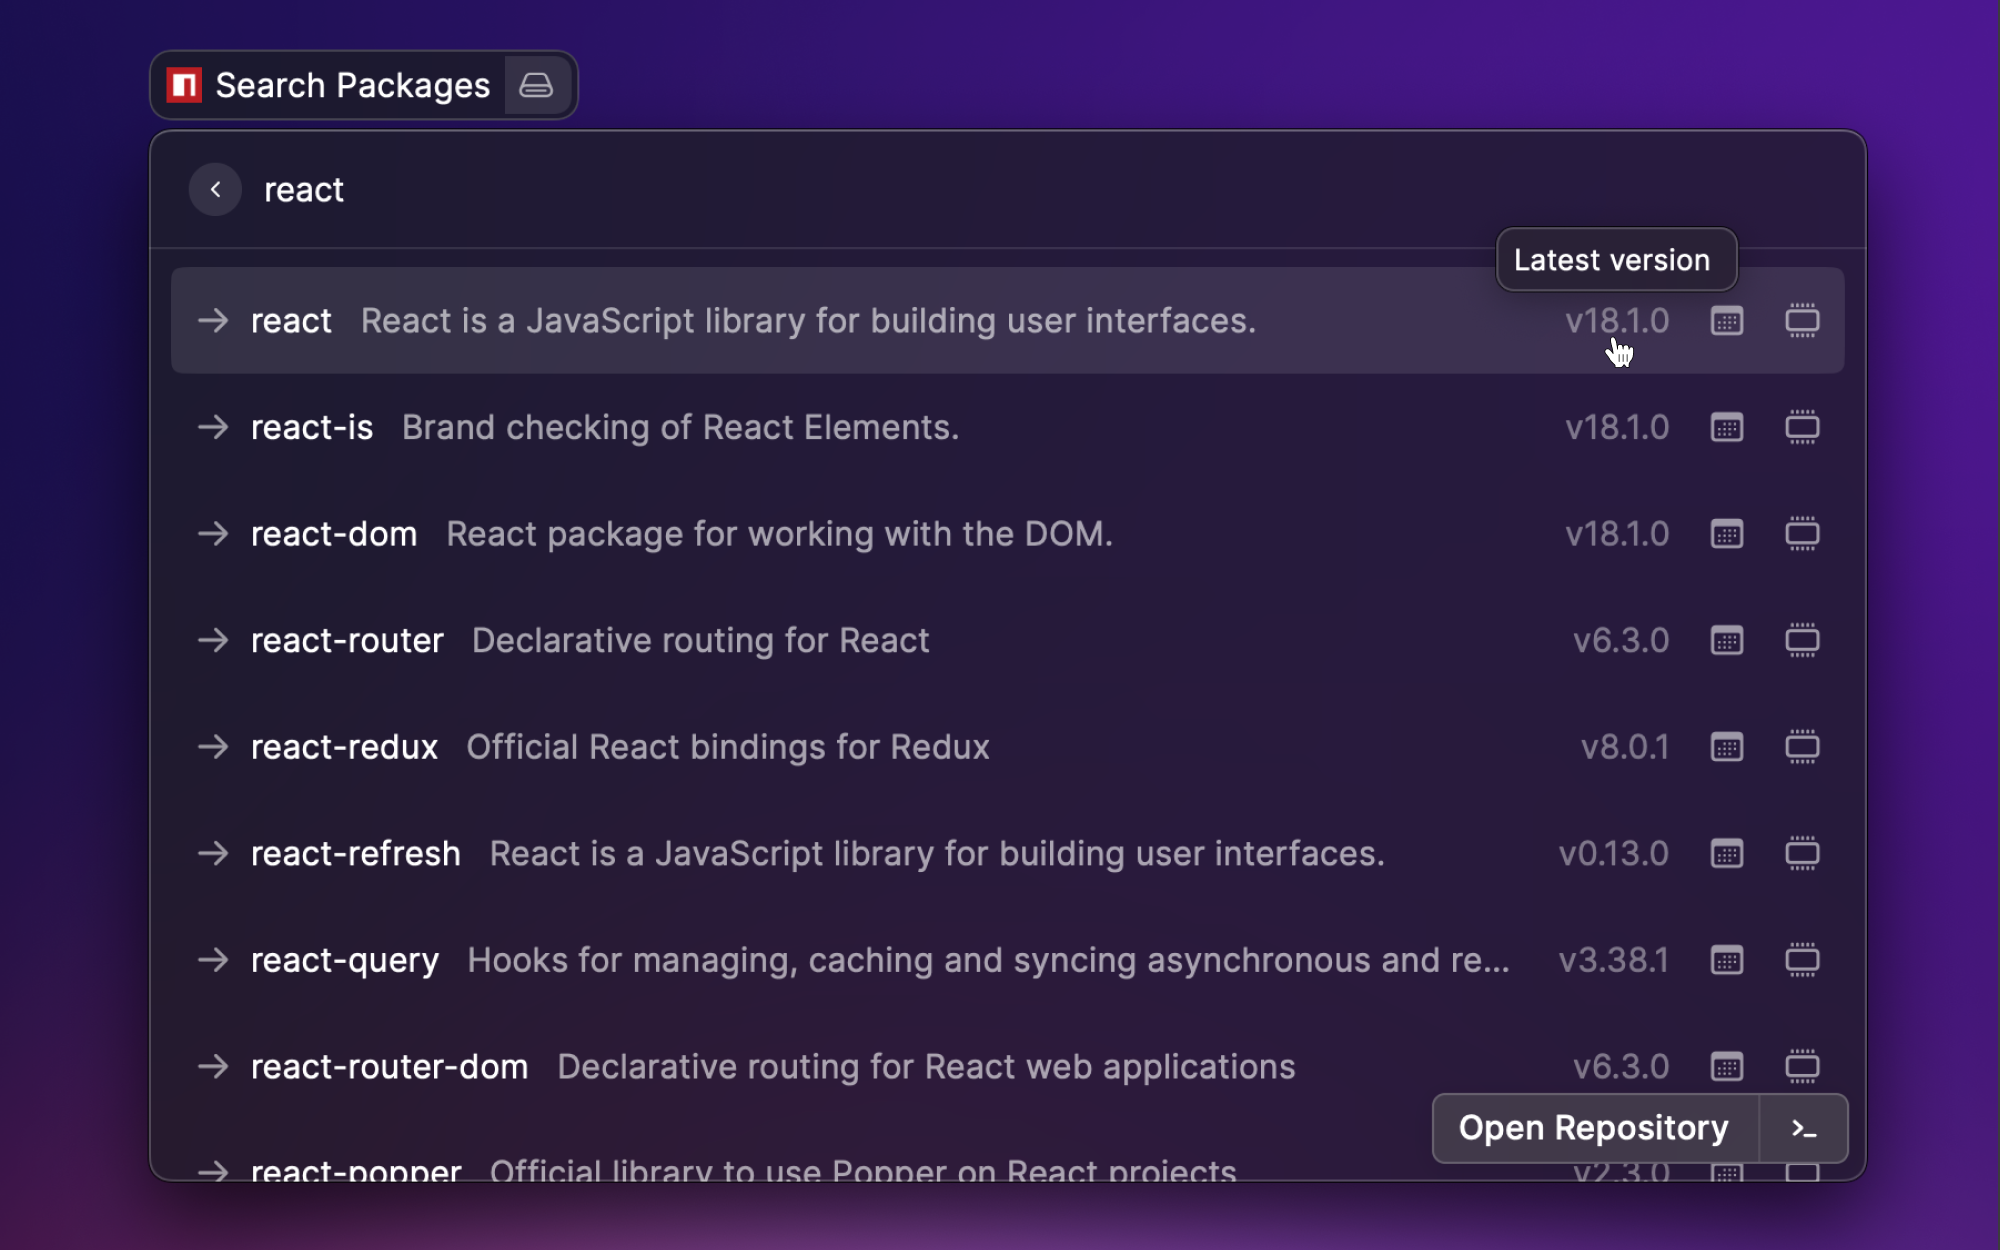 Search Packages
react
Latest version
react React is a JavaScript library for building user interfaces. v18.1.0
react-is Brand checking of React Elements. v18.1.0
react-dom React package for working with the DOM. v18.1.0
react-router Declarative routing for React v6.3.0
react-redux Official React bindings for Redux v8.0.1
react-refresh React is a JavaScript library for building user interfaces. v0.13.0
react-query Hooks for managing, caching and syncing asynchronous and re... v3.38.1
react-router-dom Declarative routing for React web applications v6.3.0
Open Repository >_
react-popper Official library to use Popper on React projects v2.3.0